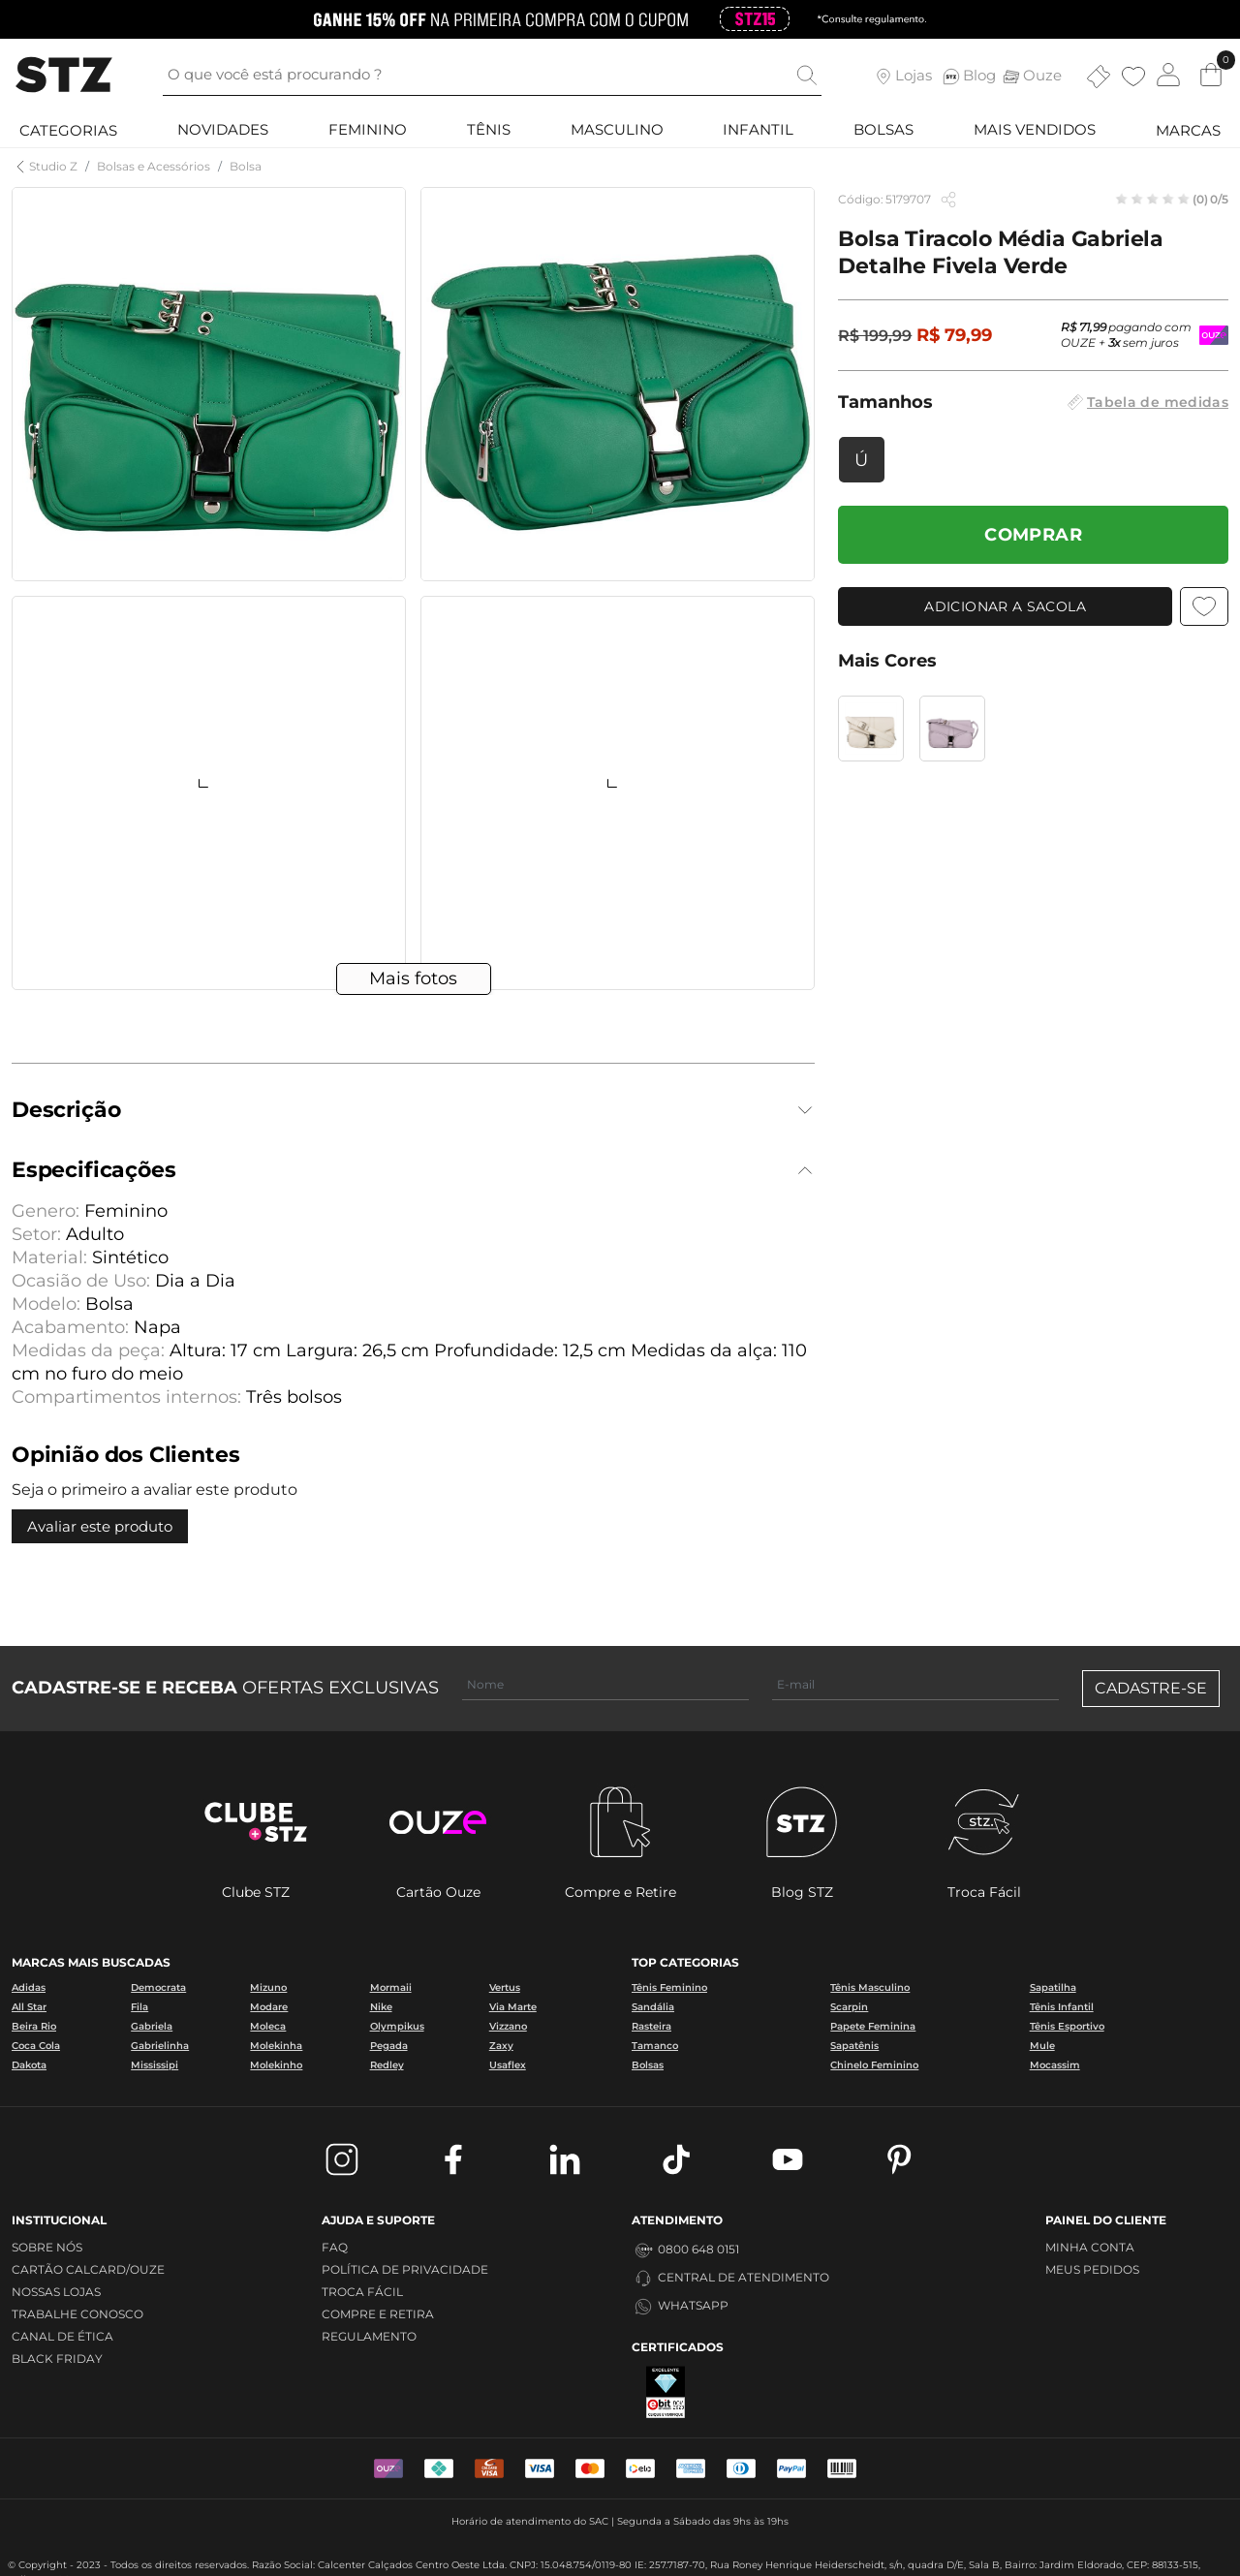 GANHE 15% OFF NA PRIMEIRA COMPRA COM O CUPOM STZ15 *Consulte regulamento.
STZ
O que você está procurando ?
Lojas
STZ Blog
Ouze
0
CATEGORIAS NOVIDADES FEMININO TÊNIS MASCULINO INFANTIL BOLSAS MAIS VENDIDOS MARCAS
Studio Z / Bolsas e Acessórios / Bolsa
Código: 5179707
(0) 0/5
Bolsa Tiracolo Média Gabriela
Detalhe Fivela Verde
R$ 199,99 R$ 79,99
R$ 71,99 pagando com
OUZE + 3x sem juros
OUZE
Tamanhos
Tabela de medidas
Ú
COMPRAR
ADICIONAR A SACOLA
Mais Cores
Mais fotos
Descrição
Especificações
Genero: Feminino
Setor: Adulto
Material: Sintético
Ocasião de Uso: Dia a Dia
Modelo: Bolsa
Acabamento: Napa
Medidas da peça: Altura: 17 cm Largura: 26,5 cm Profundidade: 12,5 cm Medidas da alça: 110
cm no furo do meio
Compartimentos internos: Três bolsos
Opinião dos Clientes
Seja o primeiro a avaliar este produto
Avaliar este produto
CADASTRE-SE E RECEBA OFERTAS EXCLUSIVAS
Nome
E-mail
CADASTRE-SE
CLUBE
+STZ
ouze
STZ
stz.
Clube STZ
Cartão Ouze
Compre e Retire
Blog STZ
Troca Fácil
MARCAS MAIS BUSCADAS
Adidas Democrata Mizuno Mormaii Vertus
All Star Fila Modare Nike Via Marte
Beira Rio Gabriela Moleca Olympikus Vizzano
Coca Cola Gabrielinha Molekinha Pegada Zaxy
Dakota Mississipi Molekinho Redley Usaflex
TOP CATEGORIAS
Tênis Feminino Tênis Masculino Sapatilha
Sandália Scarpin Tênis Infantil
Rasteira Papete Feminina Tênis Esportivo
Tamanco Sapatênis Mule
Bolsas Chinelo Feminino Mocassim
INSTITUCIONAL
SOBRE NÓS
CARTÃO CALCARD/OUZE
NOSSAS LOJAS
TRABALHE CONOSCO
CANAL DE ÉTICA
BLACK FRIDAY
AJUDA E SUPORTE
FAQ
POLÍTICA DE PRIVACIDADE
TROCA FÁCIL
COMPRE E RETIRA
REGULAMENTO
ATENDIMENTO
0800 648 0151
CENTRAL DE ATENDIMENTO
WHATSAPP
CERTIFICADOS
EXCELENTE
ebit
CLIQUE E VERIFIQUE
PAINEL DO CLIENTE
MINHA CONTA
MEUS PEDIDOS
OUZE
VISA
VISA
elo
PayPal
Horário de atendimento do SAC | Segunda a Sábado das 9hs às 19hs
© Copyright - 2023 - Todos os direitos reservados. Razão Social: Calcenter Calçados Centro Oeste Ltda. CNPJ: 15.048.754/0119-80 IE: 257.7187-70, Rua Roney Henrique Heiderscheidt, s/n, quadra D/E, Sala B, Bairro: Jardim Eldorado, CEP: 88133-515,